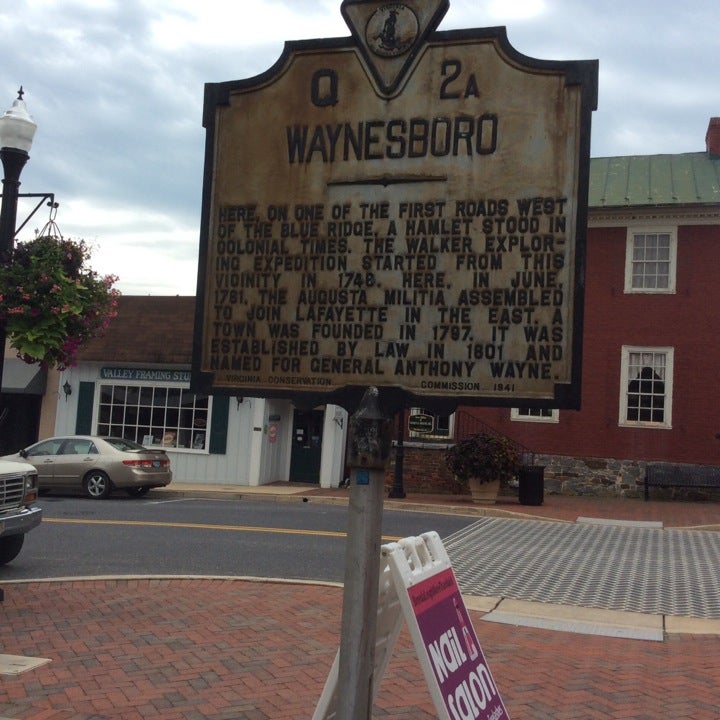 Q 2A
WAYNESBORO
HERE, ON ONE OF THE FIRST ROADS WEST
OF THE BLUE RIDGE, A HAMLET STOOD IN
COLONIAL TIMES. THE WALKER EXPLOR-
ING EXPEDITION STARTED FROM THIS
VICINITY IN 1748. HERE, IN JUNE,
1781, THE AUGUSTA MILITIA ASSEMBLED
TO JOIN LAFAYETTE IN THE EAST. A
TOWN WAS FOUNDED IN 1797. IT WAS
ESTABLISHED BY LAW IN 1801 AND
NAMED FOR GENERAL ANTHONY WAYNE.
VIRGINIA CONSERVATION COMMISSION 1941
VALLEY FRAMING STU
Nail
Salon